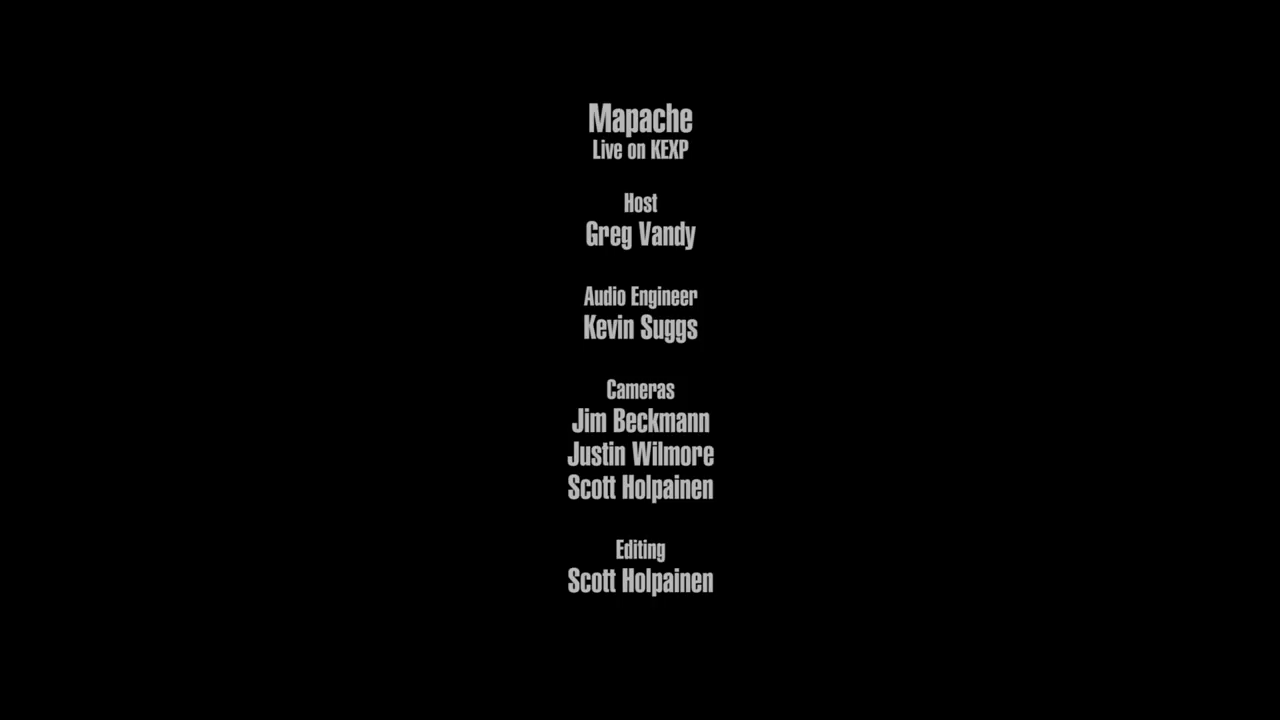 Mapache
Live on KEXP
Host
Greg Vandy
Audio Engineer
Kevin Suggs
Cameras
Jim Beckmann
Justin Wilmore
Scott Holpainen
Editing
Scott Holpainen